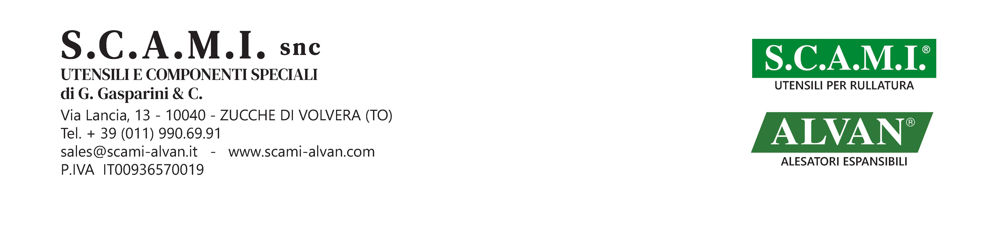 S.C.A.M.I. snc
UTENSILI E COMPONENTI SPECIALI
di G. Gasparini & C.
Via Lancia, 13 - 10040 - ZUCCHE DI VOLVERA (TO)
Tel. + 39 (011) 990.69.91
sales@scami-alvan.it - www.scami-alvan.com
P.IVA IT00936570019
S.C.A.M.I.®
UTENSILI PER RULLATURA
ALVAN®
ALESATORI ESPANSIBILI